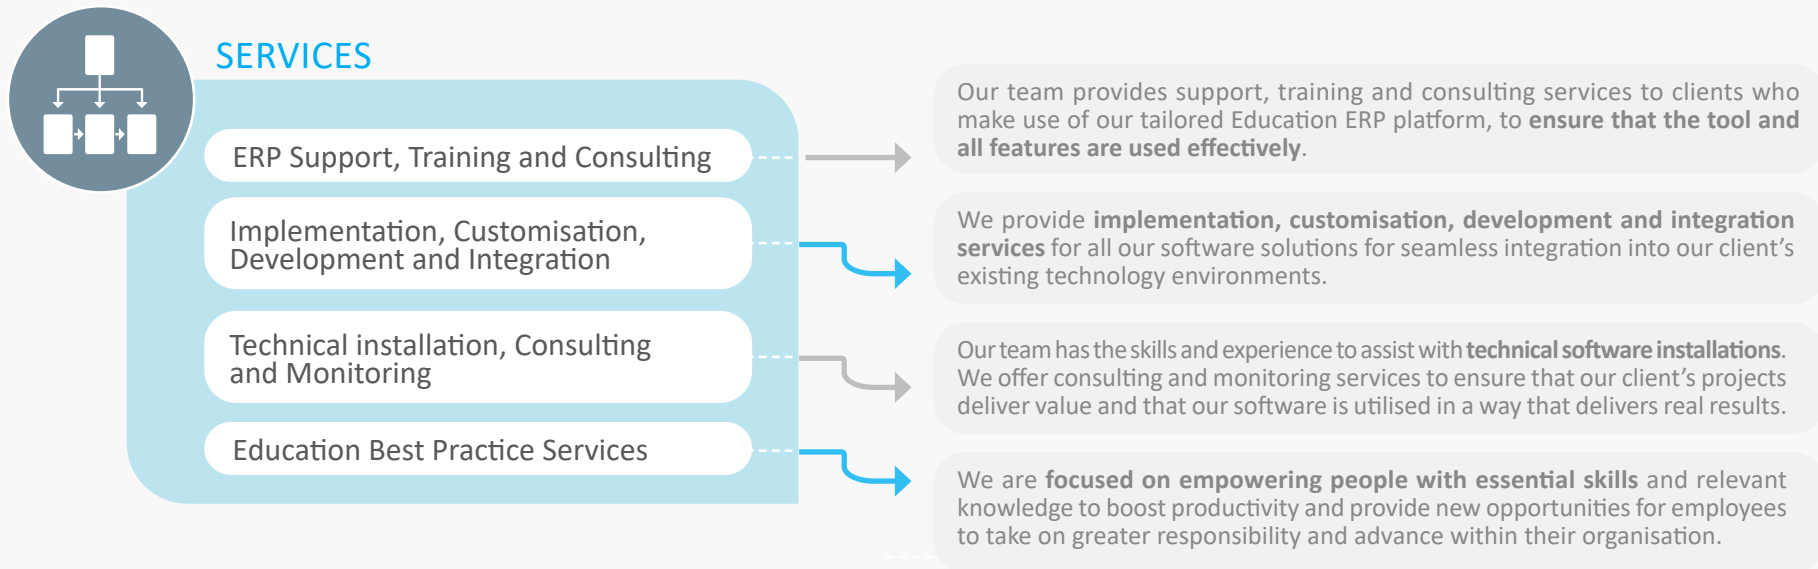 SERVICES
ERP Support, Training and Consulting
Our team provides support, training and consulting services to clients who
make use of our tailored Education ERP platform, to ensure that the tool and
all features are used effectively.
Implementation, Customisation,
Development and Integration
We provide implementation, customisation, development and integration
services for all our software solutions for seamless integration into our client’s
existing technology environments.
Technical installation, Consulting
and Monitoring
Our team has the skills and experience to assist with technical software installations.
We offer consulting and monitoring services to ensure that our client’s projects
deliver value and that our software is utilised in a way that delivers real results.
Education Best Practice Services
We are focused on empowering people with essential skills and relevant
knowledge to boost productivity and provide new opportunities for employees
to take on greater responsibility and advance within their organisation.